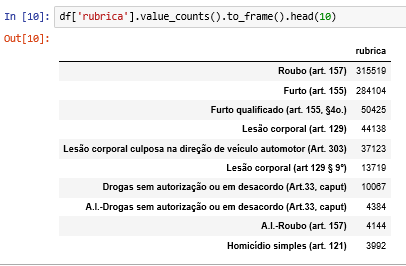 In [10]: df['rubrica'].value_counts().to_frame().head(10)
Out[10]:
rubrica
Roubo (art. 157) 315519
Furto (art. 155) 284104
Furto qualificado (art. 155, §4o.) 50425
Lesão corporal (art. 129) 44138
Lesão corporal culposa na direção de veículo automotor (Art. 303) 37123
Lesão corporal (art 129 § 9º) 13719
Drogas sem autorização ou em desacordo (Art.33, caput) 10067
A.I.-Drogas sem autorização ou em desacordo (Art.33, caput) 4384
A.I.-Roubo (art. 157) 4144
Homicídio simples (art. 121) 3992